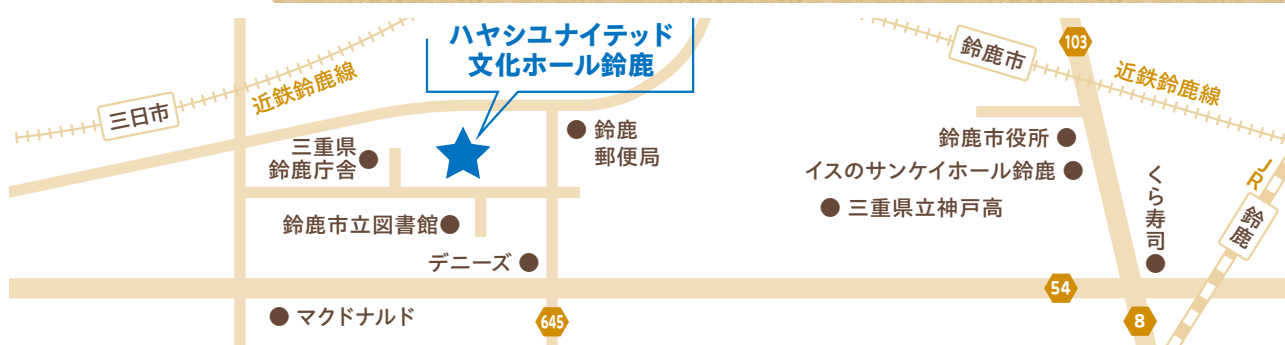 ハヤシユナイテッド
文化ホール鈴鹿
近鉄鈴鹿線
三日市
三重県
鈴鹿庁舎
鈴鹿
郵便局
鈴鹿市立図書館
デニーズ
マクドナルド
645
鈴鹿市
103
近鉄鈴鹿線
鈴鹿市役所
イスのサンケイホール鈴鹿
三重県立神戸高
くら寿司
JR
鈴鹿
54
8